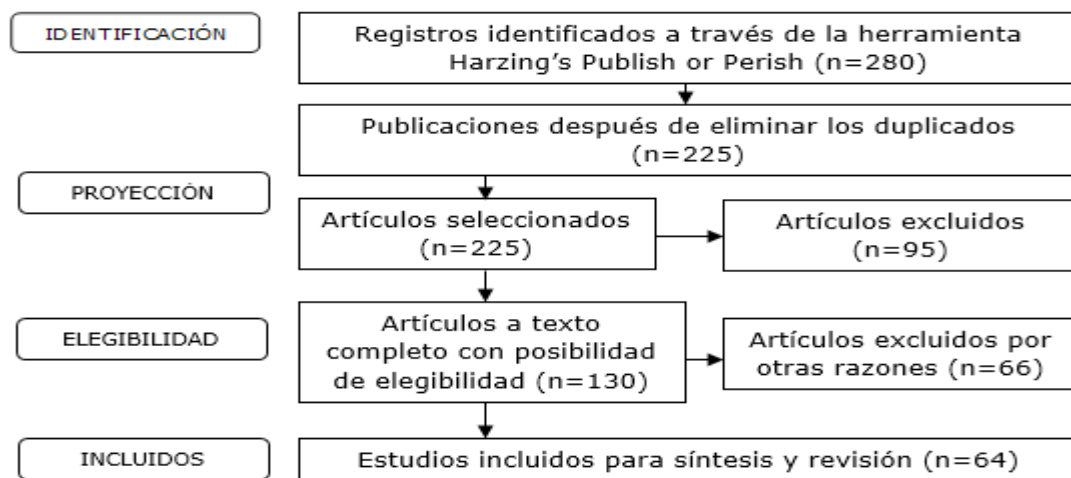 IDENTIFICACIÓN
Registros identificados a través de la herramienta
Harzing's Publish or Perish (n=280)
Publicaciones después de eliminar los duplicados
(n=225)
PROYECCIÓN
Artículos seleccionados
(n=225)
Artículos excluidos
(n=95)
ELEGIBILIDAD
Artículos a texto
completo con posibilidad
de elegibilidad (n=130)
Artículos excluidos por
otras razones (n=66)
INCLUIDOS
Estudios incluidos para síntesis y revisión (n=64)